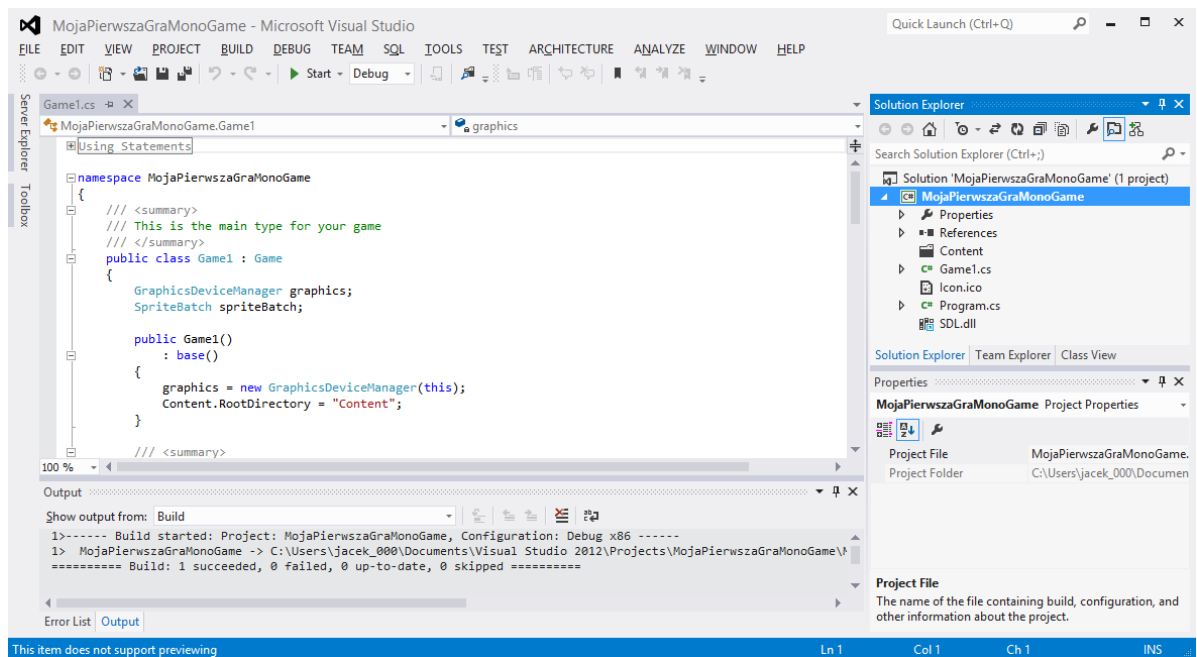 MojaPierwszaGraMonoGame - Microsoft Visual Studio
Quick Launch (Ctrl+Q)
FILE EDIT VIEW PROJECT BUILD DEBUG TEAM SQL TOOLS TEST ARCHITECTURE ANALYZE WINDOW HELP
Start Debug
Server Explorer
Toolbox
Game1.cs
MojaPierwszaGraMonoGame.Game1 graphics
Using Statements
namespace MojaPierwszaGraMonoGame
{
/// <summary>
/// This is the main type for your game
/// </summary>
public class Game1 : Game
{
GraphicsDeviceManager graphics;
SpriteBatch spriteBatch;
public Game1()
: base()
{
graphics = new GraphicsDeviceManager(this);
Content.RootDirectory = "Content";
}
/// <summary>
100 %
Output
Show output from: Build
1>------ Build started: Project: MojaPierwszaGraMonoGame, Configuration: Debug x86 ------
1> MojaPierwszaGraMonoGame -> C:\Users\jacek_000\Documents\Visual Studio 2012\Projects\MojaPierwszaGraMonoGame\
========== Build: 1 succeeded, 0 failed, 0 up-to-date, 0 skipped ==========
Error List Output
Solution Explorer
Search Solution Explorer (Ctrl+;)
Solution 'MojaPierwszaGraMonoGame' (1 project)
C# MojaPierwszaGraMonoGame
Properties
References
Content
C# Game1.cs
Icon.ico
C# Program.cs
SDL.dll
Solution Explorer Team Explorer Class View
Properties
MojaPierwszaGraMonoGame Project Properties
Project File MojaPierwszaGraMonoGame.
Project Folder C:\Users\jacek_000\Documen
Project File
The name of the file containing build, configuration, and
other information about the project.
This item does not support previewing Ln 1 Col 1 Ch 1 INS